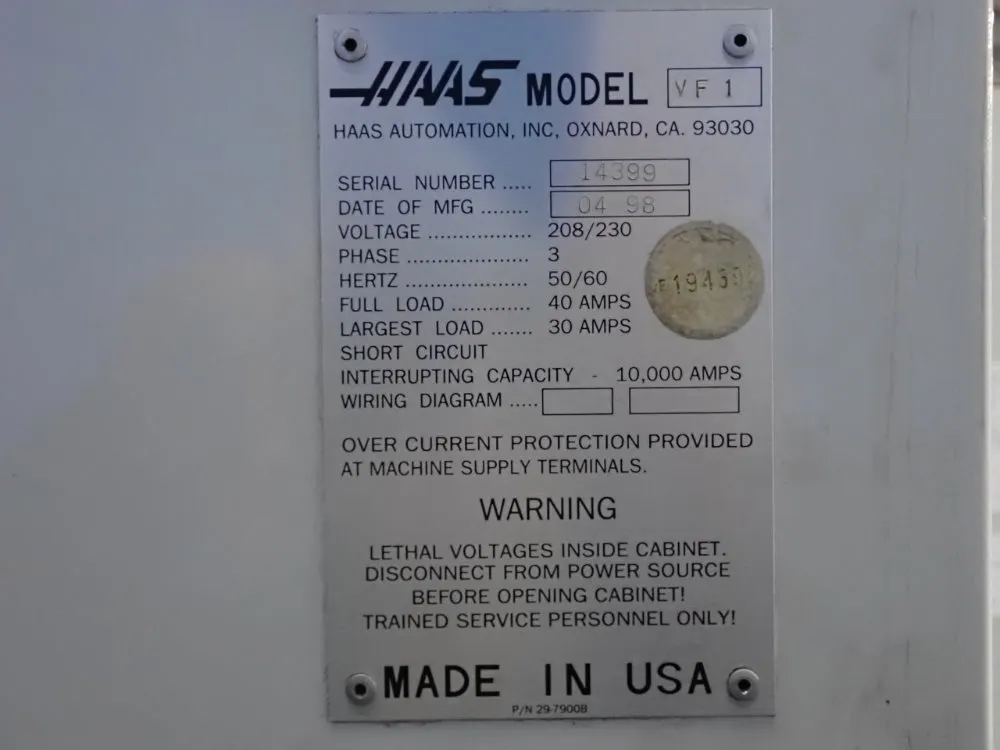 HAAS MODEL VF1
HAAS AUTOMATION, INC, OXNARD, CA. 93030
SERIAL NUMBER ..... 14399
DATE OF MFG ........ 04 98
VOLTAGE ................. 208/230
PHASE .................... 3
HERTZ .................... 50/60
FULL LOAD ............. 40 AMPS
LARGEST LOAD ....... 30 AMPS
SHORT CIRCUIT
INTERRUPTING CAPACITY - 10,000 AMPS
WIRING DIAGRAM .....
OVER CURRENT PROTECTION PROVIDED
AT MACHINE SUPPLY TERMINALS.
WARNING
LETHAL VOLTAGES INSIDE CABINET.
DISCONNECT FROM POWER SOURCE
BEFORE OPENING CABINET!
TRAINED SERVICE PERSONNEL ONLY!
MADE IN USA
P/N 29-7900B